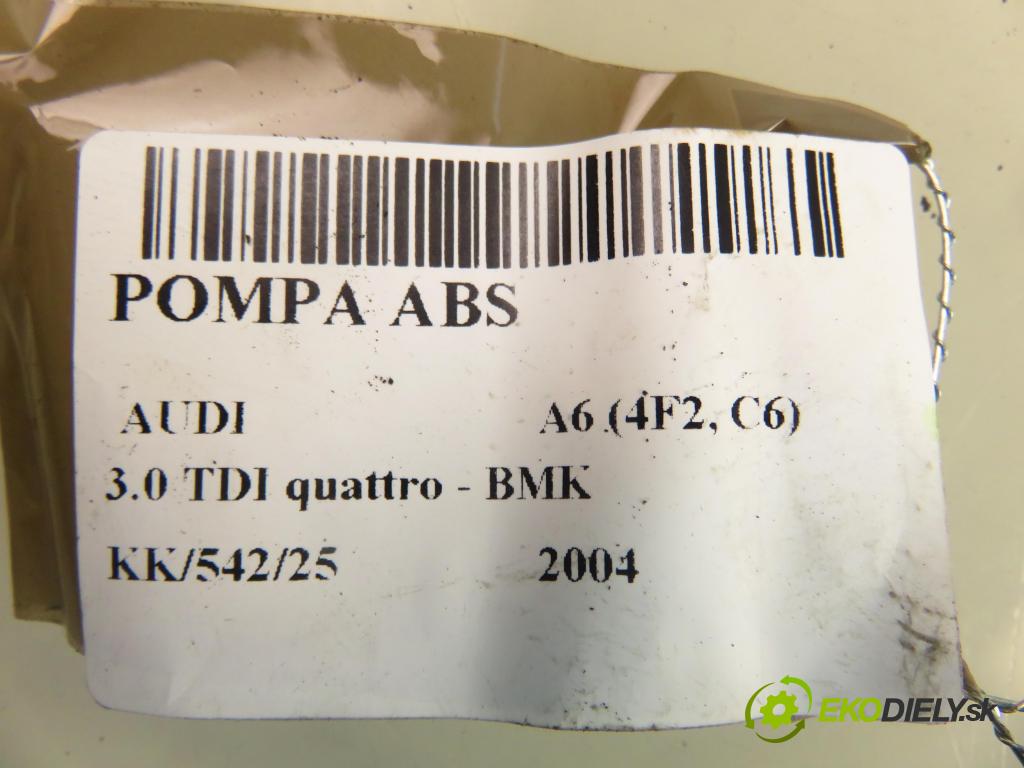 POMPA ABS
AUDI A6 (4F2, C6)
3.0 TDI quattro - BMK
KK/542/25 2004
EKODIELY.sk